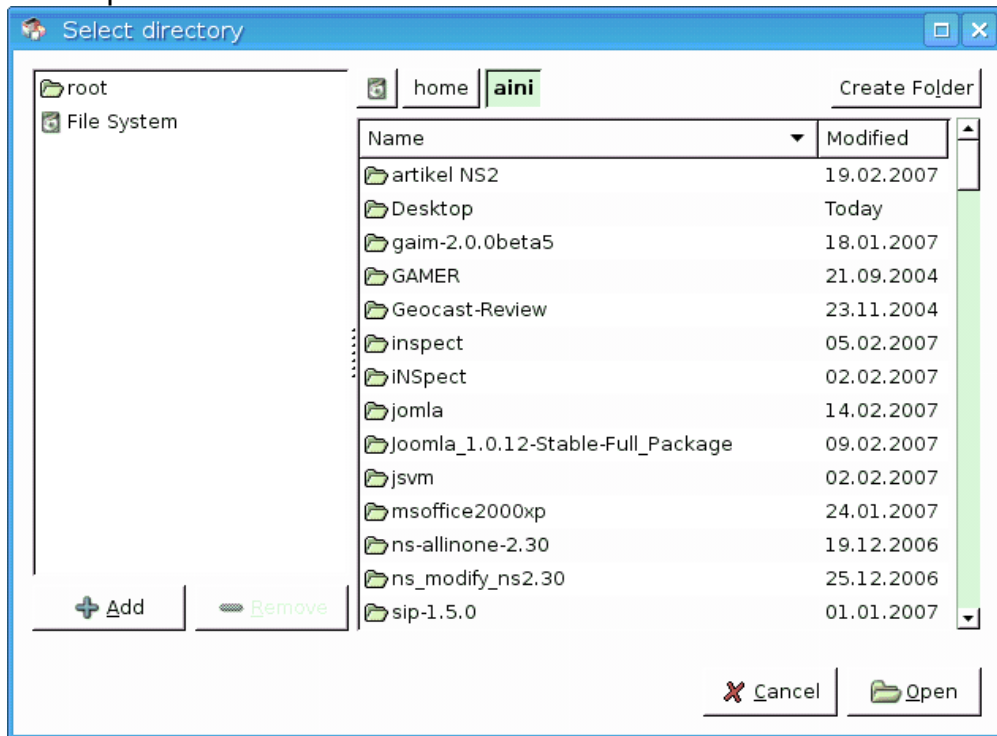 Select directory
root
File System
home aini
Create Folder
Name Modified
artikel NS2 19.02.2007
Desktop Today
gaim-2.0.0beta5 18.01.2007
GAMER 21.09.2004
Geocast-Review 23.11.2004
inspect 05.02.2007
iNSpect 02.02.2007
jomla 14.02.2007
Joomla_1.0.12-Stable-Full_Package 09.02.2007
jsvm 02.02.2007
msoffice2000xp 24.01.2007
ns-allinone-2.30 19.12.2006
ns_modify_ns2.30 25.12.2006
sip-1.5.0 01.01.2007
Add Remove
Cancel Open